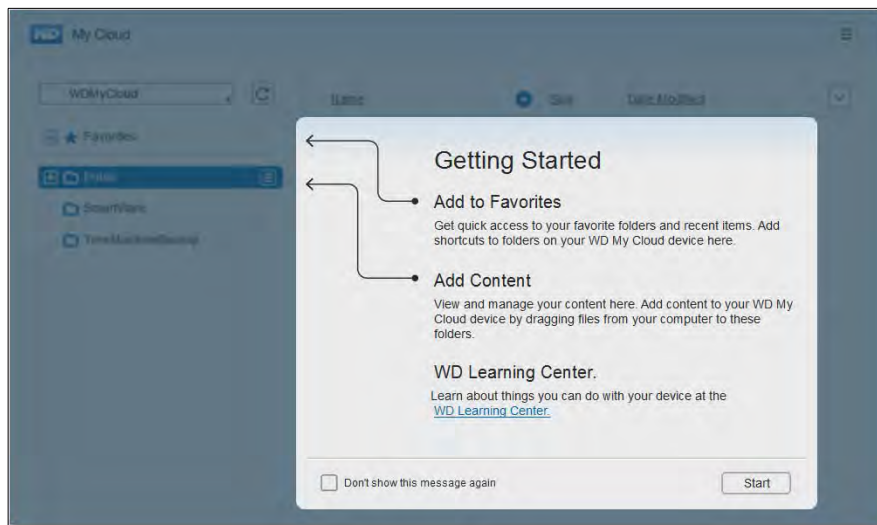 WD My Cloud
WDMyCloud
Name Size Date Modified
Favorites
Public
SmartWare
TimeMachineBackup
Getting Started
Add to Favorites
Get quick access to your favorite folders and recent items. Add
shortcuts to folders on your WD My Cloud device here.
Add Content
View and manage your content here. Add content to your WD My
Cloud device by dragging files from your computer to these
folders.
WD Learning Center.
Learn about things you can do with your device at the
WD Learning Center.
Don't show this message again
Start